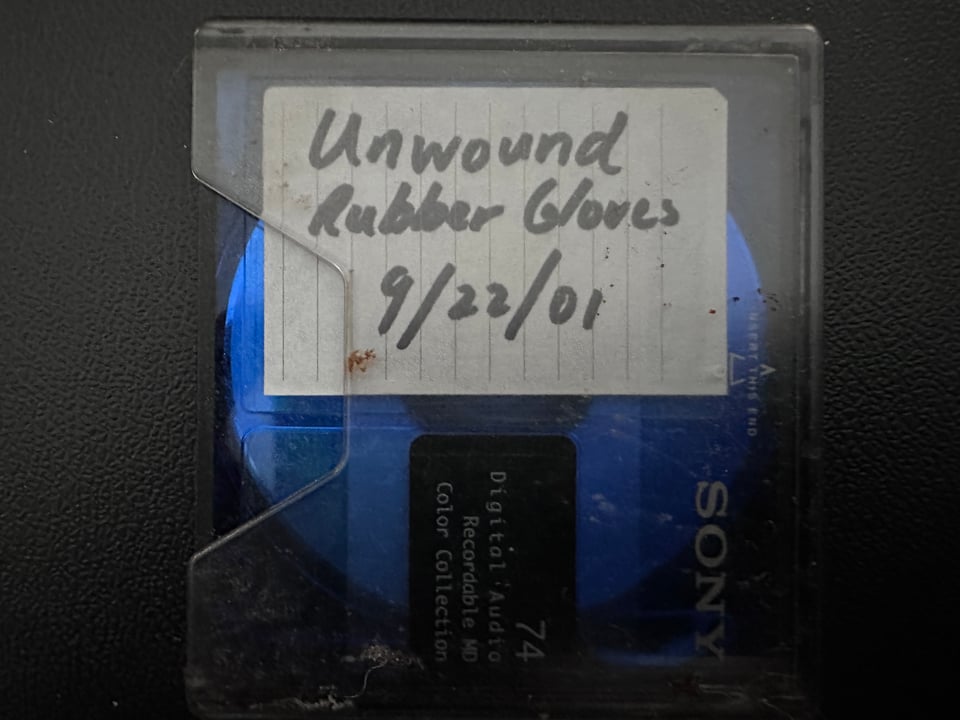 Unwound
Rubber Gloves
9/22/01
INSERT THIS END
SONY
74
Digital Audio
Recordable MD
Color Collection